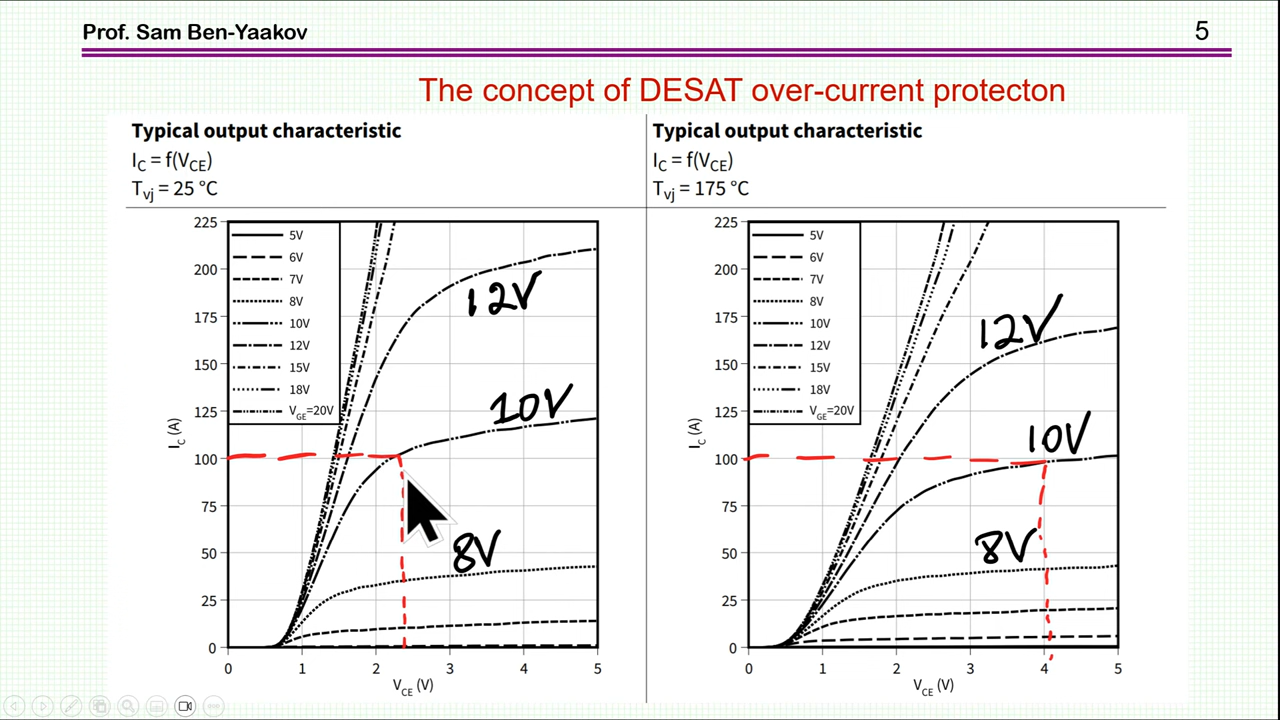 Prof. Sam Ben-Yaakov
5
The concept of DESAT over-current protecton
Typical output characteristic
I_C = f(V_CE)
T_vj = 25 °C
225
200
175
150
125
100
75
50
25
0
I_C (A)
5V
6V
7V
8V
10V
12V
15V
18V
V_GE=20V
12V
10V
8V
0 1 2 3 4 5
V_CE (V)
Typical output characteristic
I_C = f(V_CE)
T_vj = 175 °C
225
200
175
150
125
100
75
50
25
0
I_C (A)
5V
6V
7V
8V
10V
12V
15V
18V
V_GE=20V
12V
10V
8V
0 1 2 3 4 5
V_CE (V)